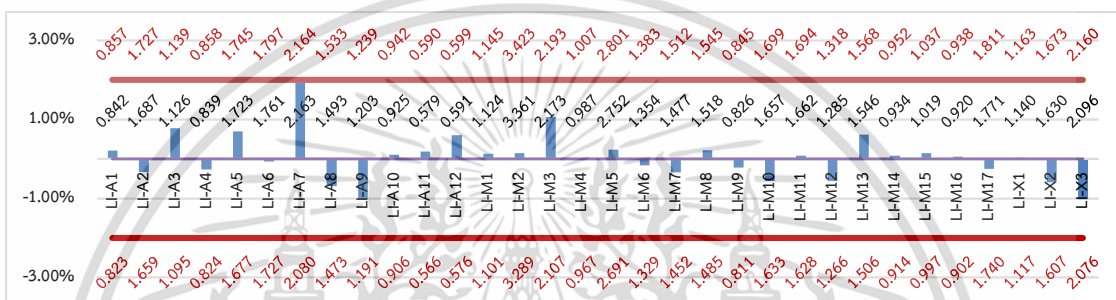 3.00%
0.857 1.727 1.139 0.858 1.745 1.797 2.164 1.533 1.239 0.942 0.590 0.599 1.145 3.423 2.193 1.007 2.801 1.383 1.512 1.545 0.845 1.699 1.694 1.318 1.568 0.952 1.037 0.938 1.811 1.163 1.673 2.160
1.00%
0.842 1.687 1.126 0.839 1.723 1.761 2.163 1.493 1.203 0.925 0.579 0.591 1.124 3.361 2.173 0.987 2.752 1.354 1.477 1.518 0.826 1.657 1.662 1.285 1.546 0.934 1.019 0.920 1.771 1.140 1.630 2.096
-1.00%
LI-A1 LI-A2 LI-A3 LI-A4 LI-A5 LI-A6 LI-A7 LI-A8 LI-A9 LI-A10 LI-A11 LI-A12 LI-M1 LI-M2 LI-M3 LI-M4 LI-M5 LI-M6 LI-M7 LI-M8 LI-M9 LI-M10 LI-M11 LI-M12 LI-M13 LI-M14 LI-M15 LI-M16 LI-M17 LI-X1 LI-X2 LI-X3
-3.00%
0.823 1.659 1.095 0.824 1.677 1.727 2.080 1.473 1.191 0.906 0.566 0.576 1.101 3.289 2.107 0.967 2.691 1.329 1.452 1.485 0.811 1.633 1.628 1.266 1.506 0.914 0.997 0.902 1.740 1.117 1.607 2.076